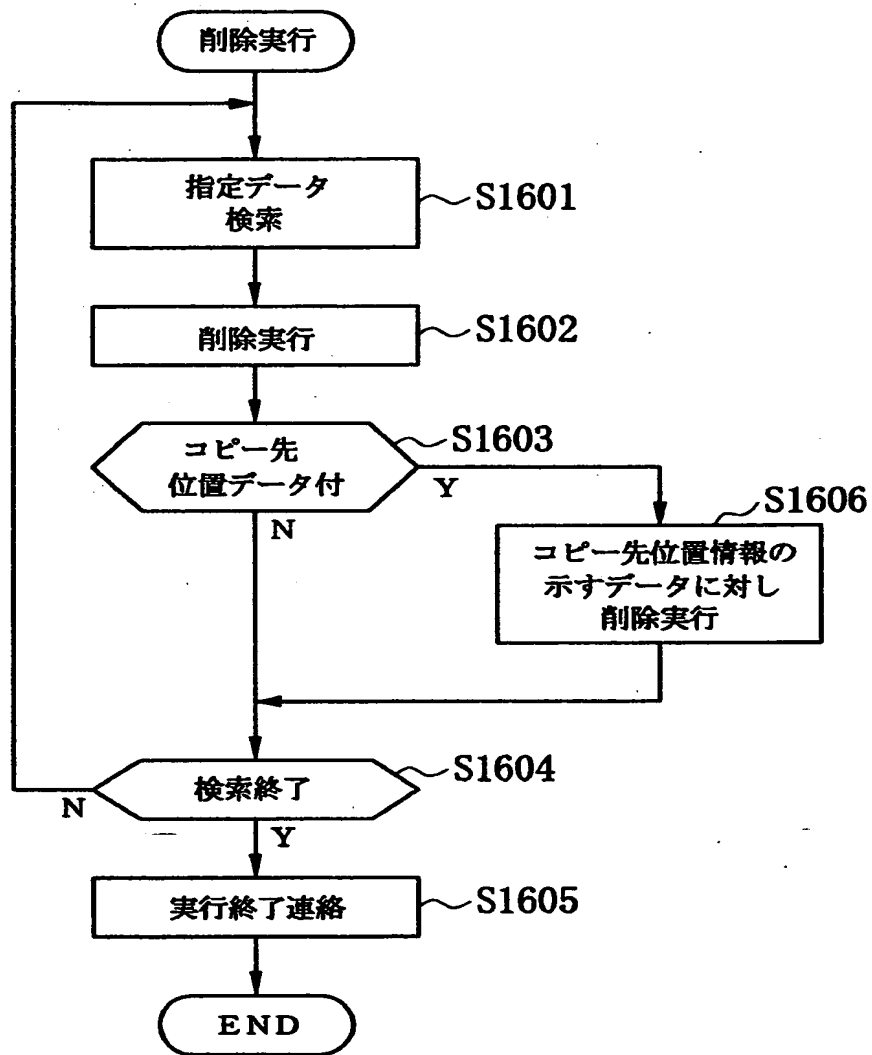 削除実行
指定データ
検索
S1601
削除実行
S1602
コピー先
位置データ付
S1603
Y
N
S1606
コピー先位置情報の
示すデータに対し
削除実行
検索終了
S1604
N
Y
実行終了連絡
S1605
END